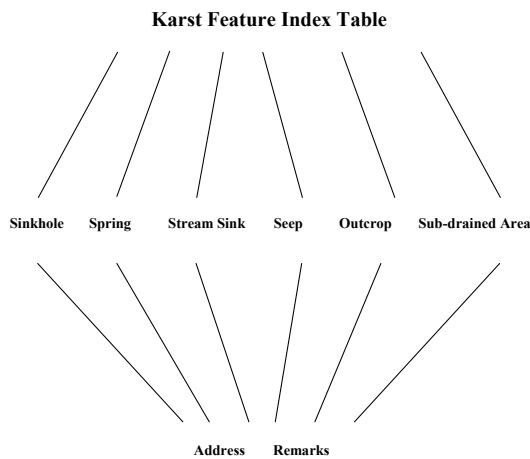 Karst Feature Index Table
Sinkhole Spring Stream Sink Seep Outcrop Sub-drained Area
Address Remarks